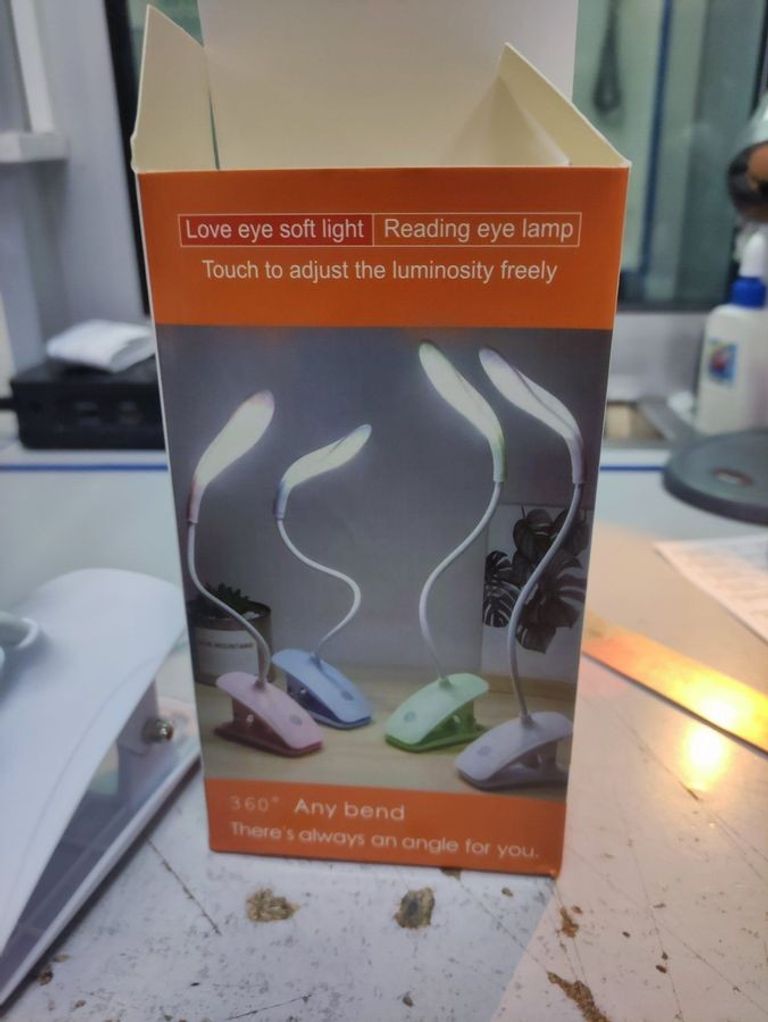 Love eye soft light Reading eye lamp
Touch to adjust the luminosity freely
360° Any bend
There's always an angle for you.